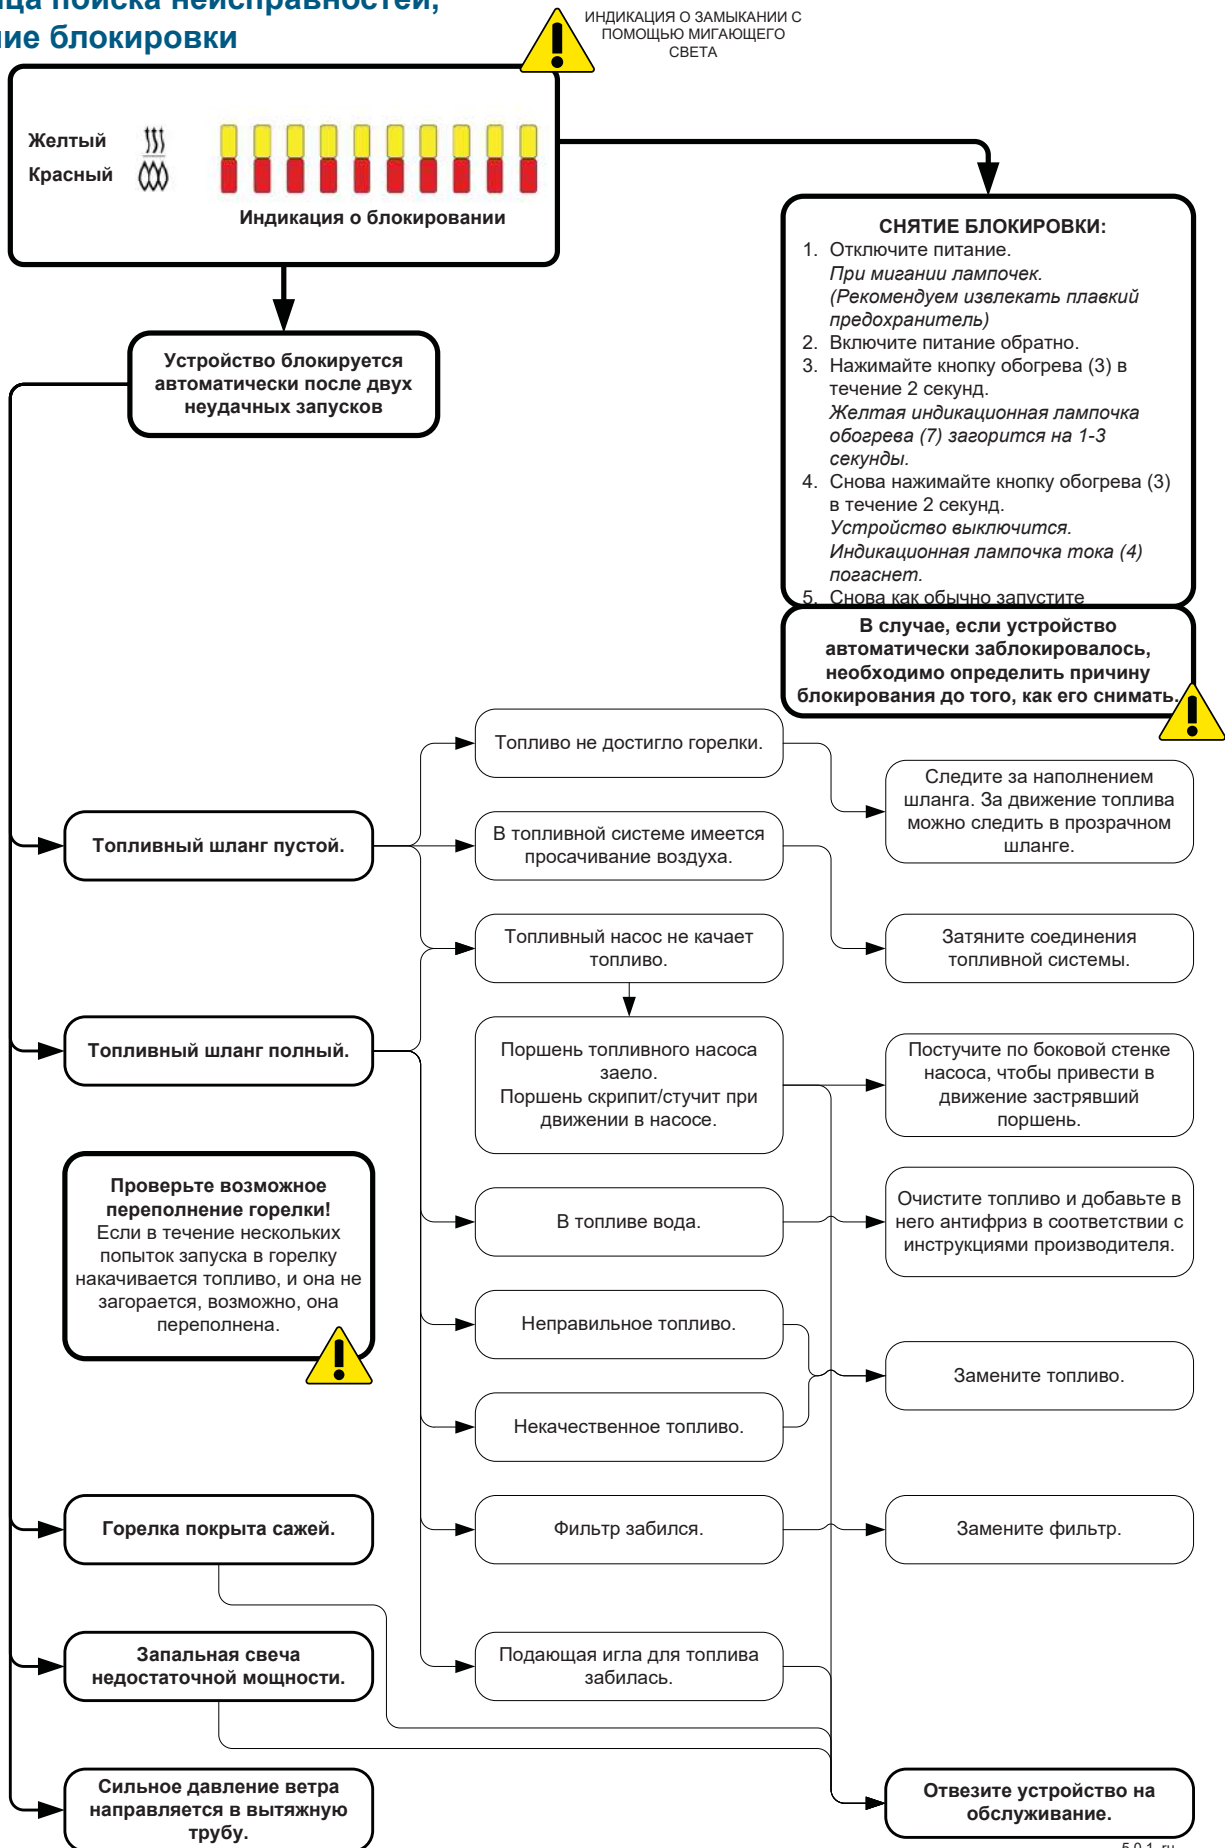 поиска неисправностей,
блокировки
ИНДИКАЦИЯ О ЗАМЫКАНИИ С
ПОМОЩЬЮ МИГАЮЩЕГО
СВЕТА
Желтый
Красный
Индикация о блокировании
СНЯТИЕ БЛОКИРОВКИ:
1. Отключите питание.
При мигании лампочек.
(Рекомендуем извлекать плавкий
предохранитель)
2. Включите питание обратно.
3. Нажимайте кнопку обогрева (3) в
течение 2 секунд.
Желтая индикационная лампочка
обогрева (7) загорится на 1-3
секунды.
4. Снова нажимайте кнопку обогрева (3)
в течение 2 секунд.
Устройство выключится.
Индикационная лампочка тока (4)
погаснет.
5. Снова как обычно запустите
Устройство блокируется
автоматически после двух
неудачных запусков
В случае, если устройство
автоматически заблокировалось,
необходимо определить причину
блокирования до того, как его снимать.
Топливо не достигло горелки.
Следите за наполнением
шланга. За движение топлива
можно следить в прозрачном
шланге.
Топливный шланг пустой.
В топливной системе имеется
просачивание воздуха.
Топливный насос не качает
топливо.
Затяните соединения
топливной системы.
Топливный шланг полный.
Поршень топливного насоса
заело.
Поршень скрипит/стучит при
движении в насосе.
Постучите по боковой стенке
насоса, чтобы привести в
движение застрявший
поршень.
Проверьте возможное
переполнение горелки!
Если в течение нескольких
попыток запуска в горелку
накачивается топливо, и она не
загорается, возможно, она
переполнена.
В топливе вода.
Очистите топливо и добавьте в
него антифриз в соответствии с
инструкциями производителя.
Неправильное топливо.
Замените топливо.
Некачественное топливо.
Горелка покрыта сажей.
Фильтр забился.
Замените фильтр.
Запальная свеча
недостаточной мощности.
Подающая игла для топлива
забилась.
Сильное давление ветра
направляется в вытяжную
трубу.
Отвезите устройство на
обслуживание.